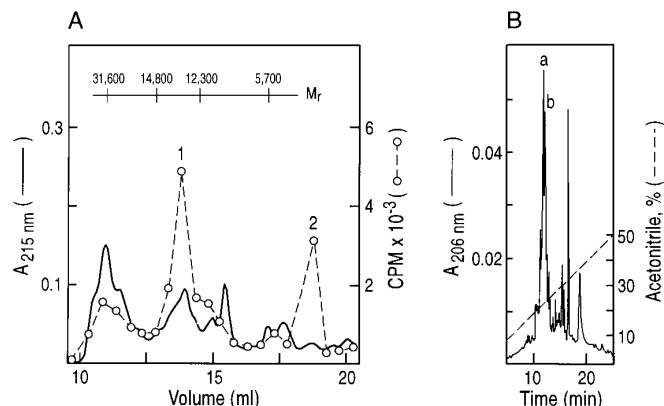 A
31,600 14,800 12,300 5,700
Mr
1
2
0.3
0.1
6
4
2
A215 nm (——)
CPM x 10-3 (○--○)
10 15 20
Volume (ml)
B
a
b
0.04
0.02
50
30
10
A206 nm (——)
Acetonitrile, % (----)
10 20
Time (min)